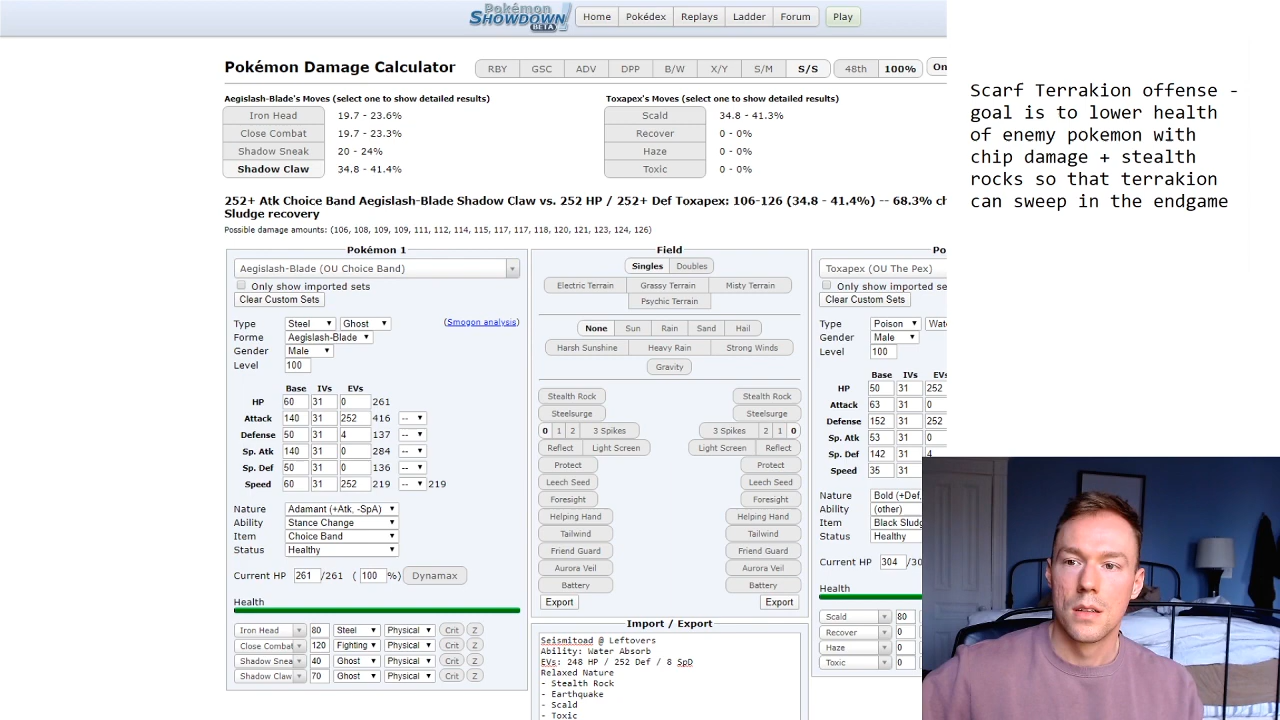 Pokémon
SHOWDOWN!
BETA
Home Pokédex Replays Ladder Forum Play
Pokémon Damage Calculator
RBY GSC ADV DPP B/W X/Y S/M S/S 48th 100% On
Aegislash-Blade's Moves (select one to show detailed results)
Iron Head 19.7 - 23.6%
Close Combat 19.7 - 23.3%
Shadow Sneak 20 - 24%
Shadow Claw 34.8 - 41.4%
Toxapex's Moves (select one to show detailed results)
Scald 34.8 - 41.3%
Recover 0 - 0%
Haze 0 - 0%
Toxic 0 - 0%
252+ Atk Choice Band Aegislash-Blade Shadow Claw vs. 252 HP / 252+ Def Toxapex: 106-126 (34.8 - 41.4%) -- 68.3% ch
Sludge recovery
Possible damage amounts: (106, 108, 109, 109, 111, 112, 114, 115, 117, 117, 118, 120, 121, 123, 124, 126)
Pokémon 1
Aegislash-Blade (OU Choice Band)
Only show imported sets
Clear Custom Sets
Type Steel Ghost (Smogon analysis)
Forme Aegislash-Blade
Gender Male
Level 100
Base IVs EVs
HP 60 31 0 261
Attack 140 31 252 416 --
Defense 50 31 4 137 --
Sp. Atk 140 31 0 284 --
Sp. Def 50 31 0 136 --
Speed 60 31 252 219 -- 219
Nature Adamant (+Atk, -SpA)
Ability Stance Change
Item Choice Band
Status Healthy
Current HP 261 /261 ( 100 %) Dynamax
Health
Iron Head 80 Steel Physical Crit Z
Close Combat 120 Fighting Physical Crit Z
Shadow Snea 40 Ghost Physical Crit Z
Shadow Claw 70 Ghost Physical Crit Z
Field
Singles Doubles
Electric Terrain Grassy Terrain Misty Terrain
Psychic Terrain
None Sun Rain Sand Hail
Harsh Sunshine Heavy Rain Strong Winds
Gravity
Stealth Rock Stealth Rock
Steelsurge Steelsurge
0 1 2 3 Spikes 3 Spikes 2 1 0
Reflect Light Screen Light Screen Reflect
Protect Protect
Leech Seed Leech Seed
Foresight Foresight
Helping Hand Helping Hand
Tailwind Tailwind
Friend Guard Friend Guard
Aurora Veil Aurora Veil
Battery Battery
Export Export
Import / Export
Seismitoad @ Leftovers
Ability: Water Absorb
EVs: 248 HP / 252 Def / 8 SpD
Relaxed Nature
- Stealth Rock
- Earthquake
- Scald
- Toxic
Po
Toxapex (OU The Pex)
Only show imported se
Clear Custom Sets
Type Poison Wate
Gender Male
Level 100
Base IVs EVs
HP 50 31 252
Attack 63 31 0
Defense 152 31 252
Sp. Atk 53 31 0
Sp. Def 142 31 4
Speed 35 31
Nature Bold (+Def,
Ability (other)
Item Black Sludg
Status Healthy
Current HP 304 /30
Health
Scald 80
Recover 0
Haze 0
Toxic 0
Scarf Terrakion offense -
goal is to lower health
of enemy pokemon with
chip damage + stealth
rocks so that terrakion
can sweep in the endgame